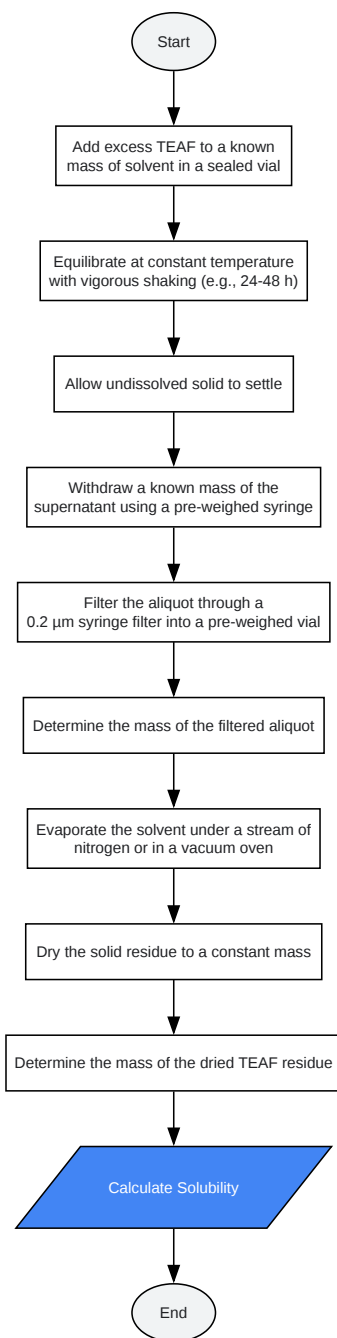 Start
Add excess TEAF to a known
mass of solvent in a sealed vial
Equilibrate at constant temperature
with vigorous shaking (e.g., 24-48 h)
Allow undissolved solid to settle
Withdraw a known mass of the
supernatant using a pre-weighed syringe
Filter the aliquot through a
0.2 µm syringe filter into a pre-weighed vial
Determine the mass of the filtered aliquot
Evaporate the solvent under a stream of
nitrogen or in a vacuum oven
Dry the solid residue to a constant mass
Determine the mass of the dried TEAF residue
Calculate Solubility
End